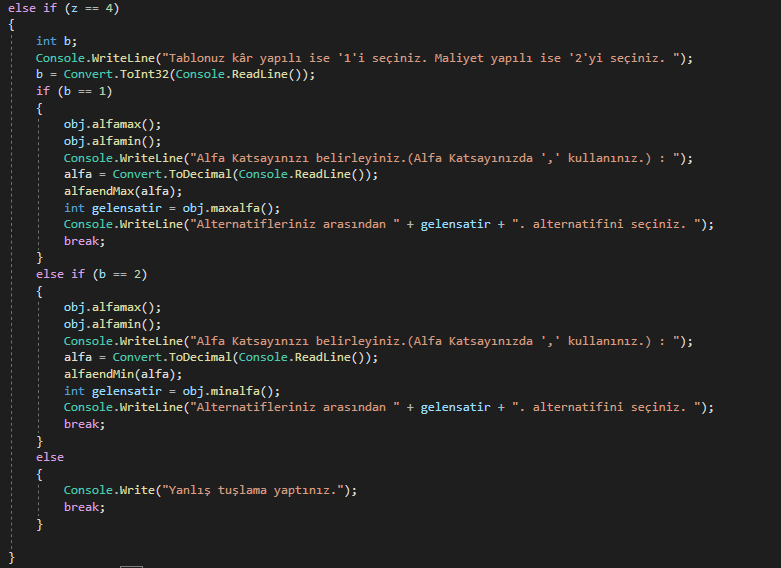 else if (z == 4)
{
int b;
Console.WriteLine("Tablonuz kâr yapılı ise '1'i seçiniz. Maliyet yapılı ise '2'yi seçiniz. ");
b = Convert.ToInt32(Console.ReadLine());
if (b == 1)
{
obj.alfamax();
obj.alfamin();
Console.WriteLine("Alfa Katsayınızı belirleyiniz.(Alfa Katsayınızda ',' kullanınız.) : ");
alfa = Convert.ToDecimal(Console.ReadLine());
alfaendMax(alfa);
int gelensatir = obj.maxalfa();
Console.WriteLine("Alternatifleriniz arasından " + gelensatir + ". alternatifini seçiniz. ");
break;
}
else if (b == 2)
{
obj.alfamax();
obj.alfamin();
Console.WriteLine("Alfa Katsayınızı belirleyiniz.(Alfa Katsayınızda ',' kullanınız.) : ");
alfa = Convert.ToDecimal(Console.ReadLine());
alfaendMin(alfa);
int gelensatir = obj.minalfa();
Console.WriteLine("Alternatifleriniz arasından " + gelensatir + ". alternatifini seçiniz. ");
break;
}
else
{
Console.Write("Yanlış tuşlama yaptınız.");
break;
}
}